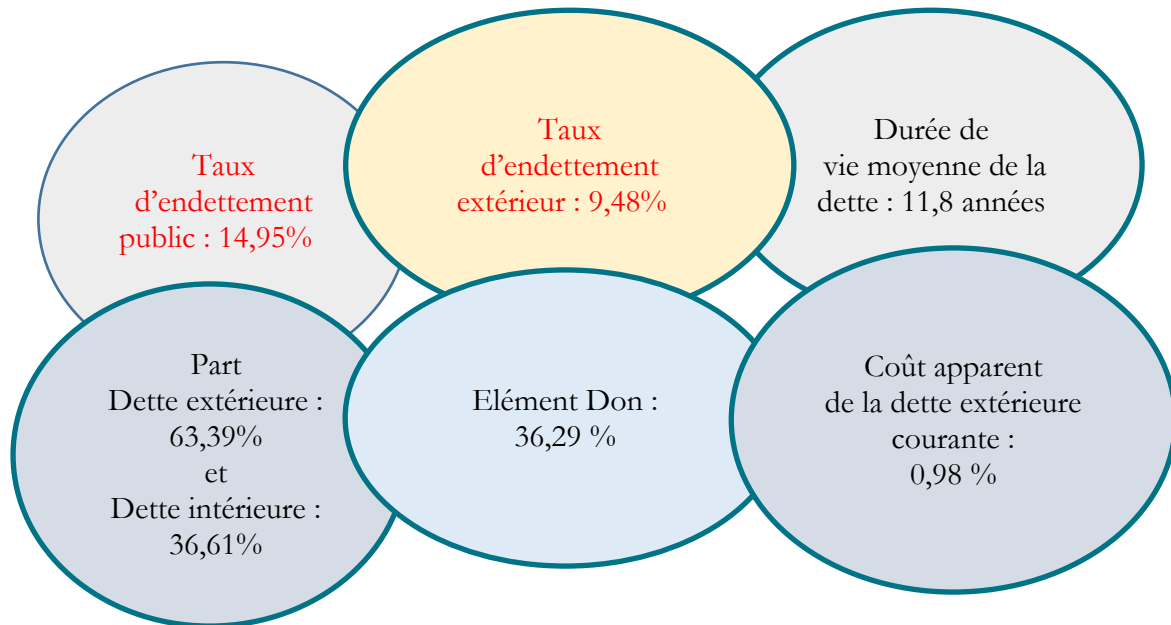 Taux
d'endettement
public : 14,95%
Taux
d'endettement
extérieur : 9,48%
Durée de
vie moyenne de la
dette : 11,8 années
Part
Dette extérieure :
63,39%
et
Dette intérieure :
36,61%
Elément Don :
36,29 %
Coût apparent
de la dette extérieure
courante :
0,98 %